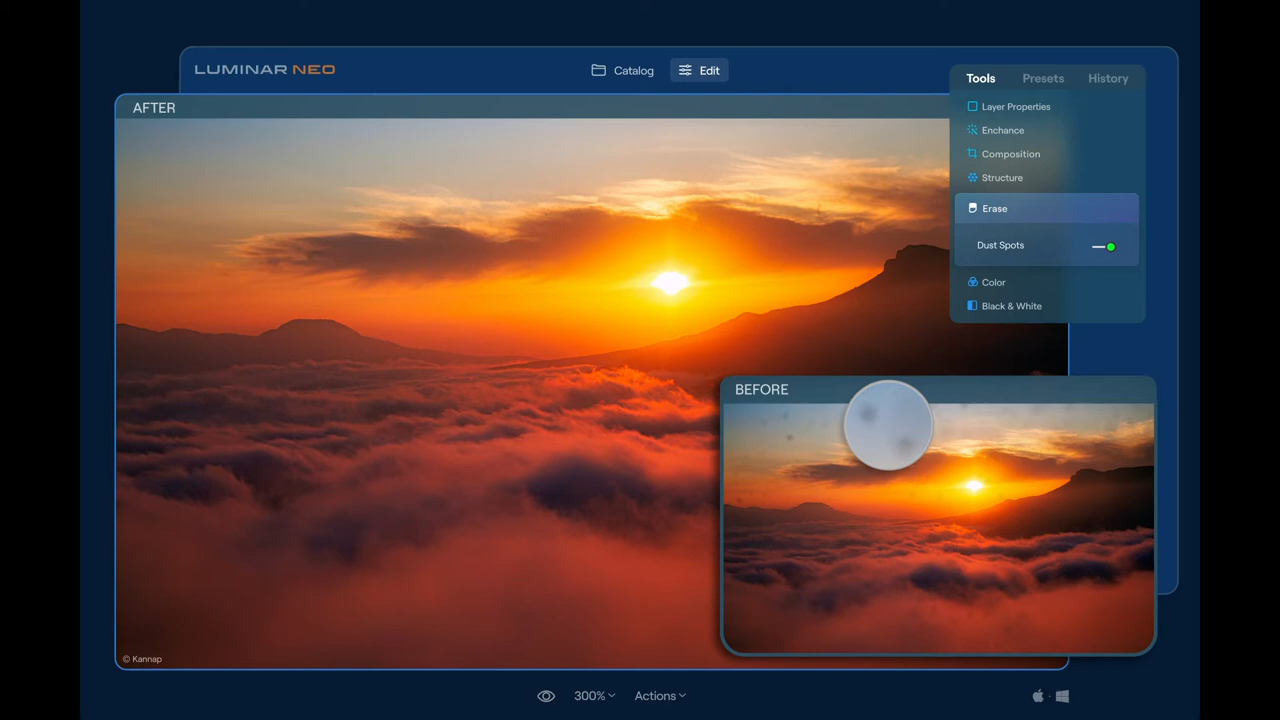 LUMINAR NEO
Catalog
Edit
AFTER
Tools
Presets
History
Layer Properties
Enchance
Composition
Structure
Erase
Dust Spots
Color
Black & White
BEFORE
© Kannap
300%
Actions